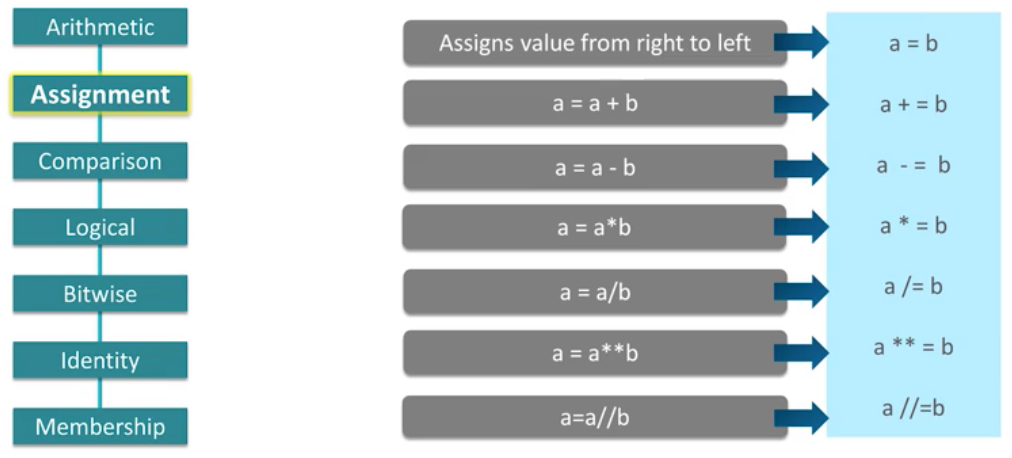 Arithmetic
Assignment
Comparison
Logical
Bitwise
Identity
Membership
Assigns value from right to left
a = b
a = a + b
a + = b
a = a - b
a - = b
a = a*b
a * = b
a = a/b
a /= b
a = a**b
a ** = b
a=a//b
a //=b